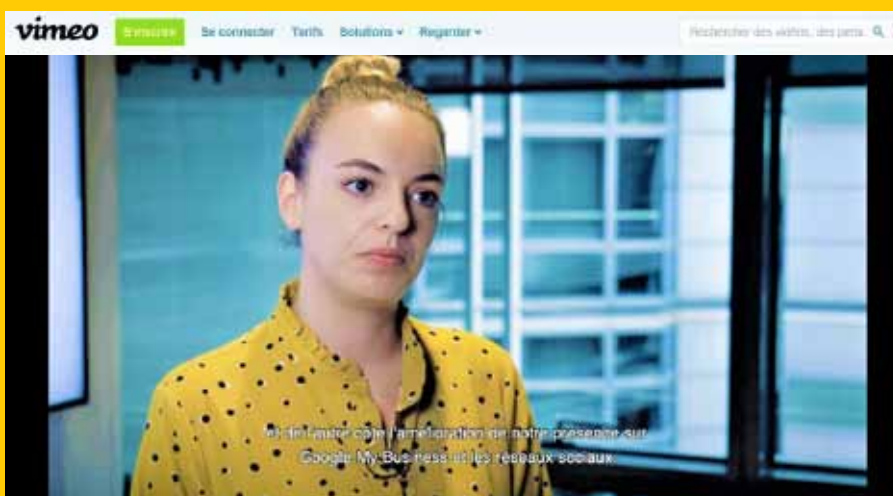 vimeo S'inscrire Se connecter Tarifs Solutions Regarder Rechercher des vidéos, des pers.
et de l'autre côté l'amélioration de notre présence sur
Google My Business et les réseaux sociaux